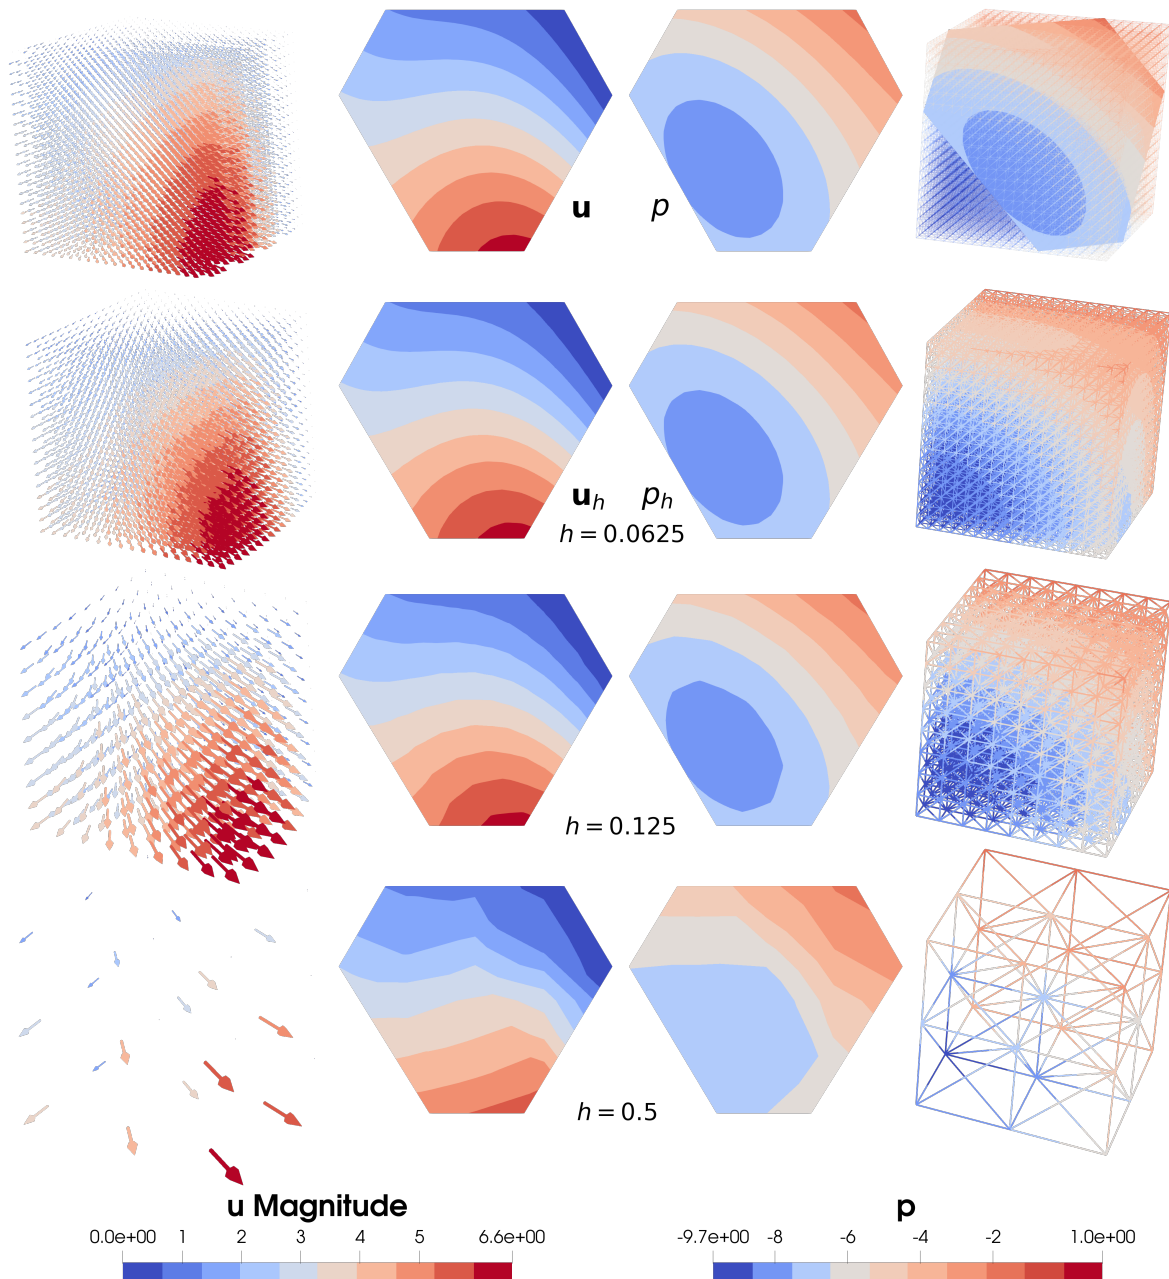 u p
u_h p_h
h = 0.0625
h = 0.125
h = 0.5
u Magnitude
0.0e+00 1 2 3 4 5 6.6e+00
p
-9.7e+00 -8 -6 -4 -2 1.0e+00